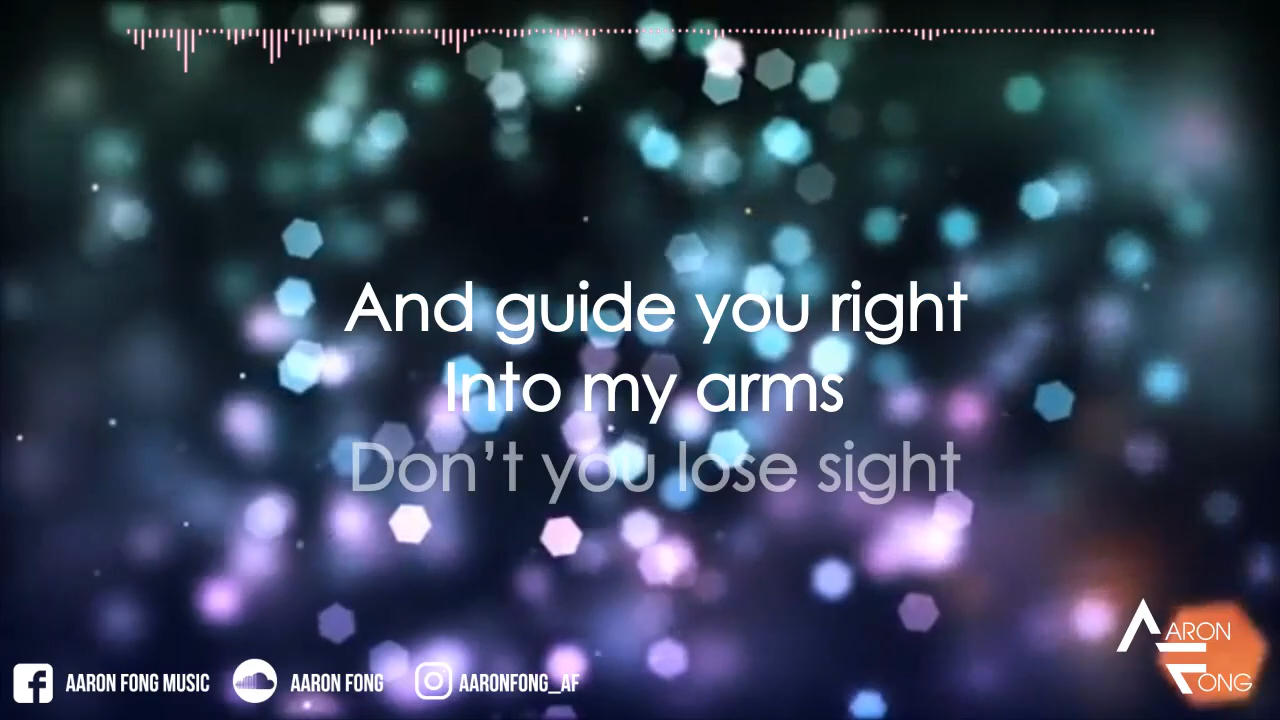 And guide you right
Into my arms
Don't you lose sight
AARON FONG MUSIC
AARON FONG
AARONFONG_AF
AARON
FONG